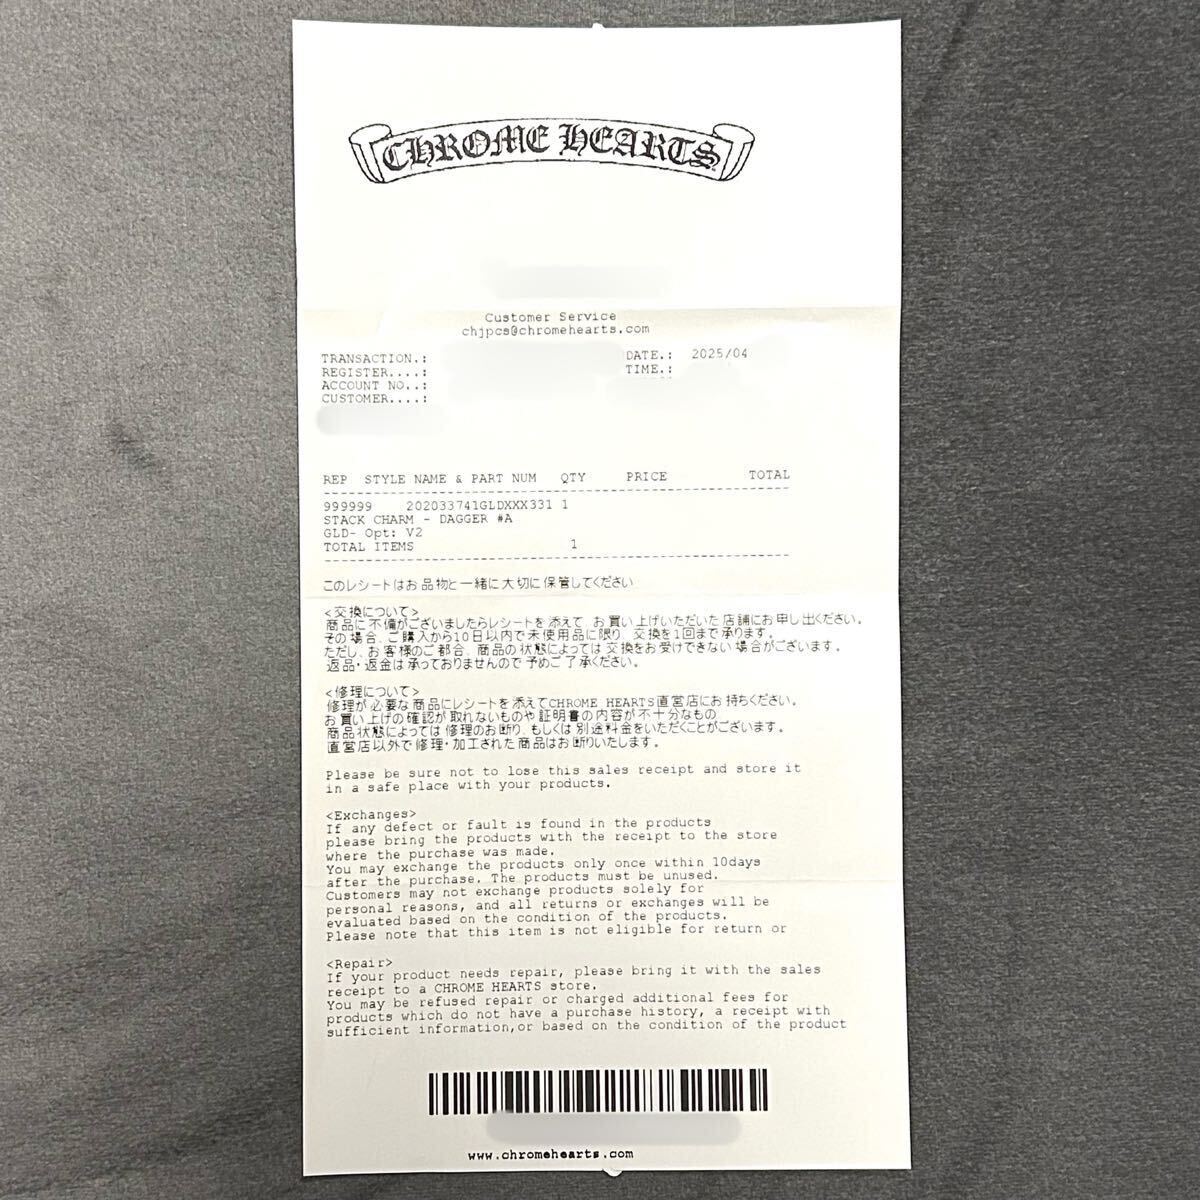 CHROME HEARTS
Customer Service
chjpcs@chromehearts.com
TRANSACTION.:
DATE.: 2025/04
REGISTER....:
TIME.:
ACCOUNT NO..:
CUSTOMER....:
REP STYLE NAME & PART NUM QTY PRICE TOTAL
999999 202033741GLDXXX331 1
STACK CHARM - DAGGER #A
GLD- Opt: V2
TOTAL ITEMS 1
このレシートはお品物と一緒に大切に保管してください
<交換について>
商品に不備がございましたらレシートを添えて、お買い上げいただいた店舗にお申し出ください。
その場合、ご購入から10日以内で未使用品に限り、交換を1回まで承ります。
ただし、お客様のご都合、商品の状態によっては交換をお受けできない場合がございます。
返品・返金は承っておりませんので予めご了承ください。
<修理について>
修理が必要な商品にレシートを添えてCHROME HEARTS直営店にお持ちください。
お買い上げの確認が取れないものや証明書の内容が不十分なもの
商品状態によっては修理のお断り、もしくは別途料金をいただくことがございます。
直営店以外で修理・加工された商品はお断りいたします。
Please be sure not to lose this sales receipt and store it
in a safe place with your products.
<Exchanges>
If any defect or fault is found in the products
please bring the products with the receipt to the store
where the purchase was made.
You may exchange the products only once within 10days
after the purchase. The products must be unused.
Customers may not exchange products solely for
personal reasons, and all returns or exchanges will be
evaluated based on the condition of the products.
Please note that this item is not eligible for return or
<Repair>
If your product needs repair, please bring it with the sales
receipt to a CHROME HEARTS store.
You may be refused repair or charged additional fees for
products which do not have a purchase history, a receipt with
sufficient information,or based on the condition of the product
www.chromehearts.com